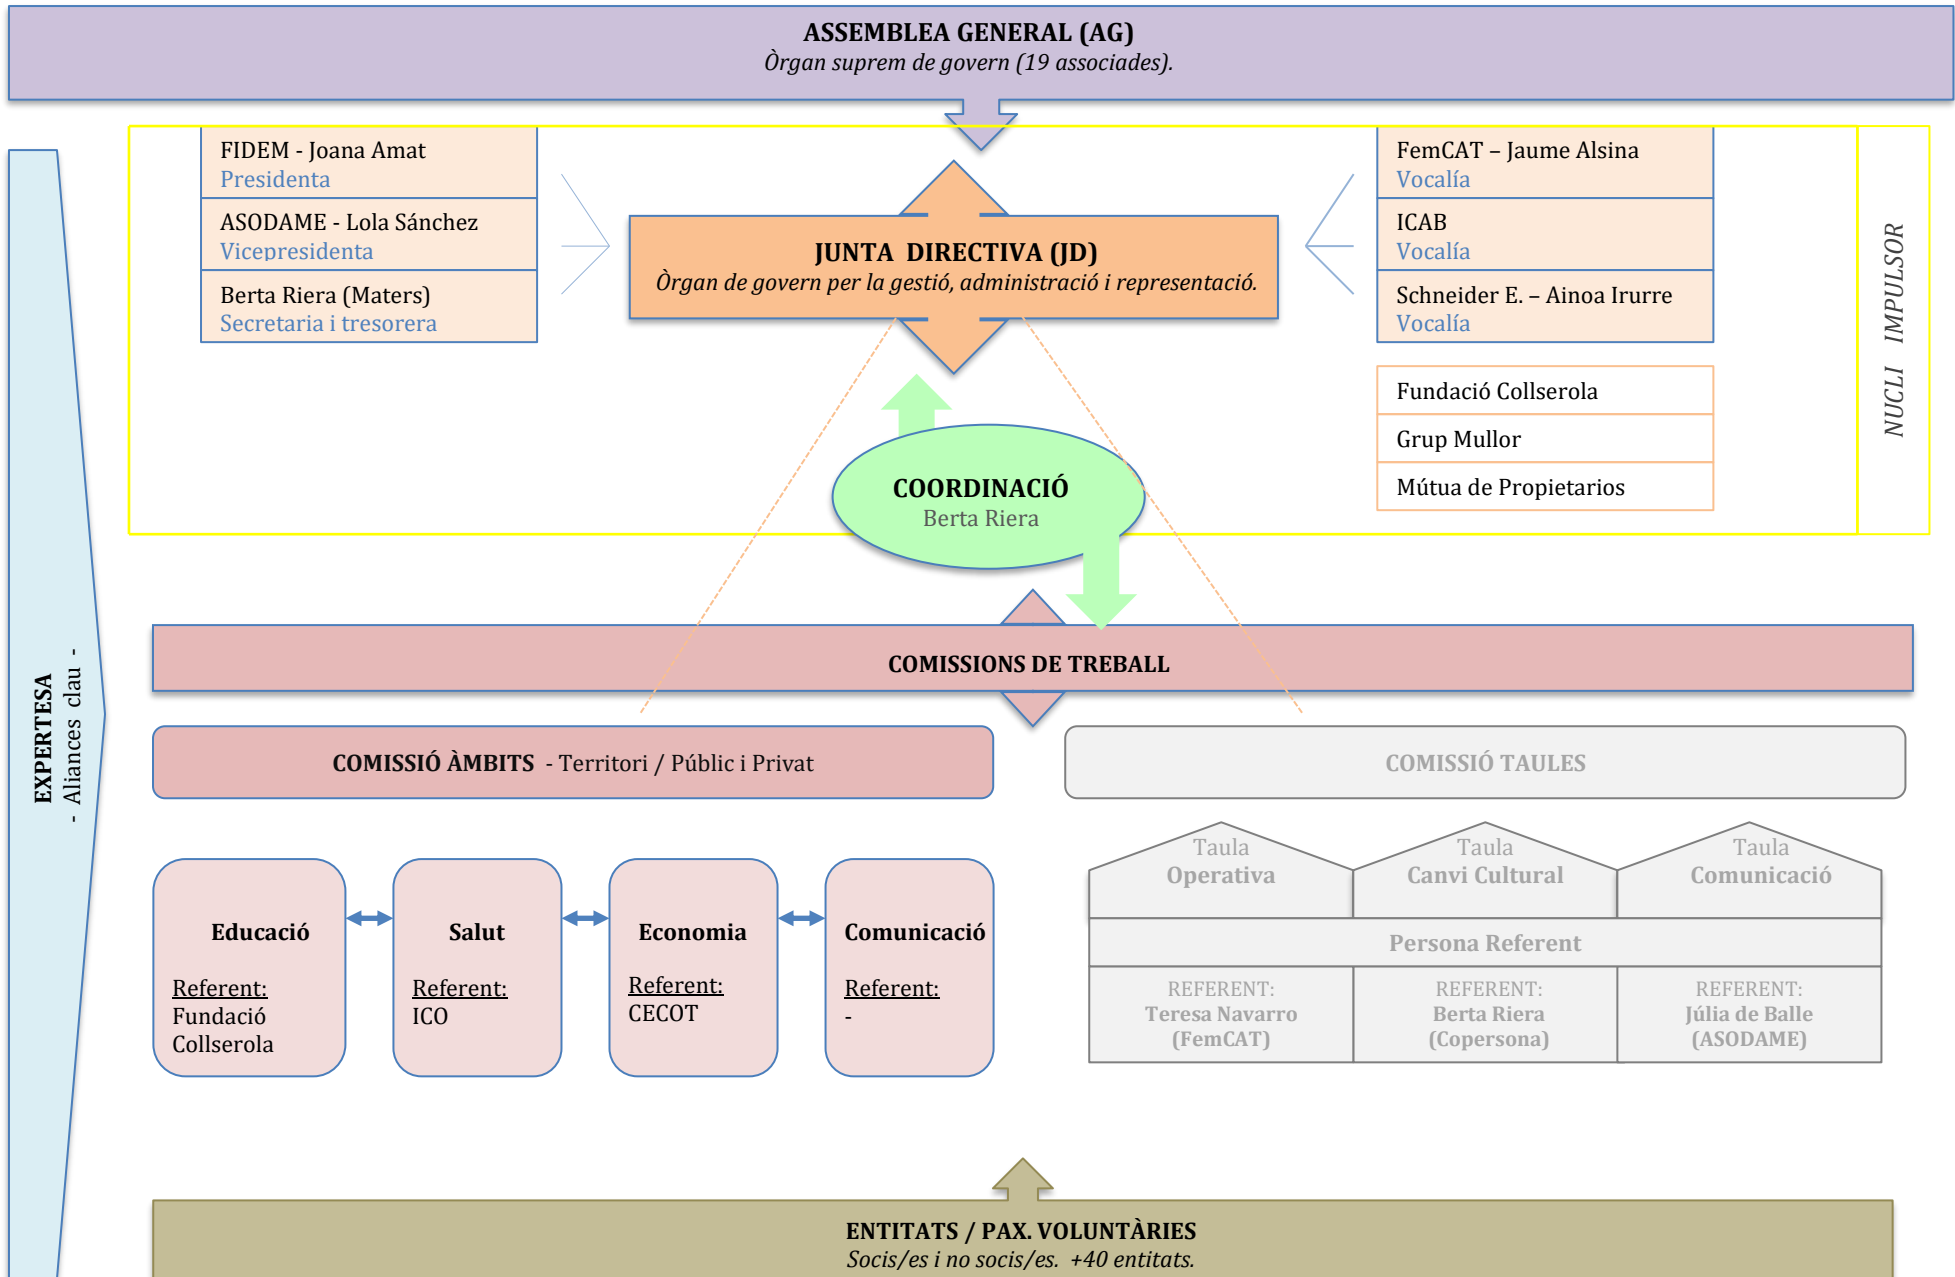 ASSEMBLEA GENERAL (AG)
Òrgan suprem de govern (19 associades).
FIDEM - Joana Amat
Presidenta
ASODAME - Lola Sánchez
Vicepresidenta
Berta Riera (Maters)
Secretaria i tresorera
JUNTA DIRECTIVA (JD)
Òrgan de govern per la gestió, administració i representació.
FemCAT – Jaume Alsina
Vocalía
ICAB
Vocalía
Schneider E. – Ainoa Irurre
Vocalía
Fundació Collserola
Grup Mullor
Mútua de Propietarios
NUCLI IMPULSOR
COORDINACIÓ
Berta Riera
EXPERTESA
- Aliances clau -
COMISSIONS DE TREBALL
COMISSIÓ ÀMBITS - Territori / Públic i Privat
COMISSIÓ TAULES
Educació
Referent:
Fundació
Collserola
Salut
Referent:
ICO
Economia
Referent:
CECOT
Comunicació
Referent:
-
Taula
Operativa
Taula
Canvi Cultural
Taula
Comunicació
Persona Referent
REFERENT:
Teresa Navarro
(FemCAT)
REFERENT:
Berta Riera
(Copersona)
REFERENT:
Júlia de Balle
(ASODAME)
ENTITATS / PAX. VOLUNTÀRIES
Socis/es i no socis/es. +40 entitats.